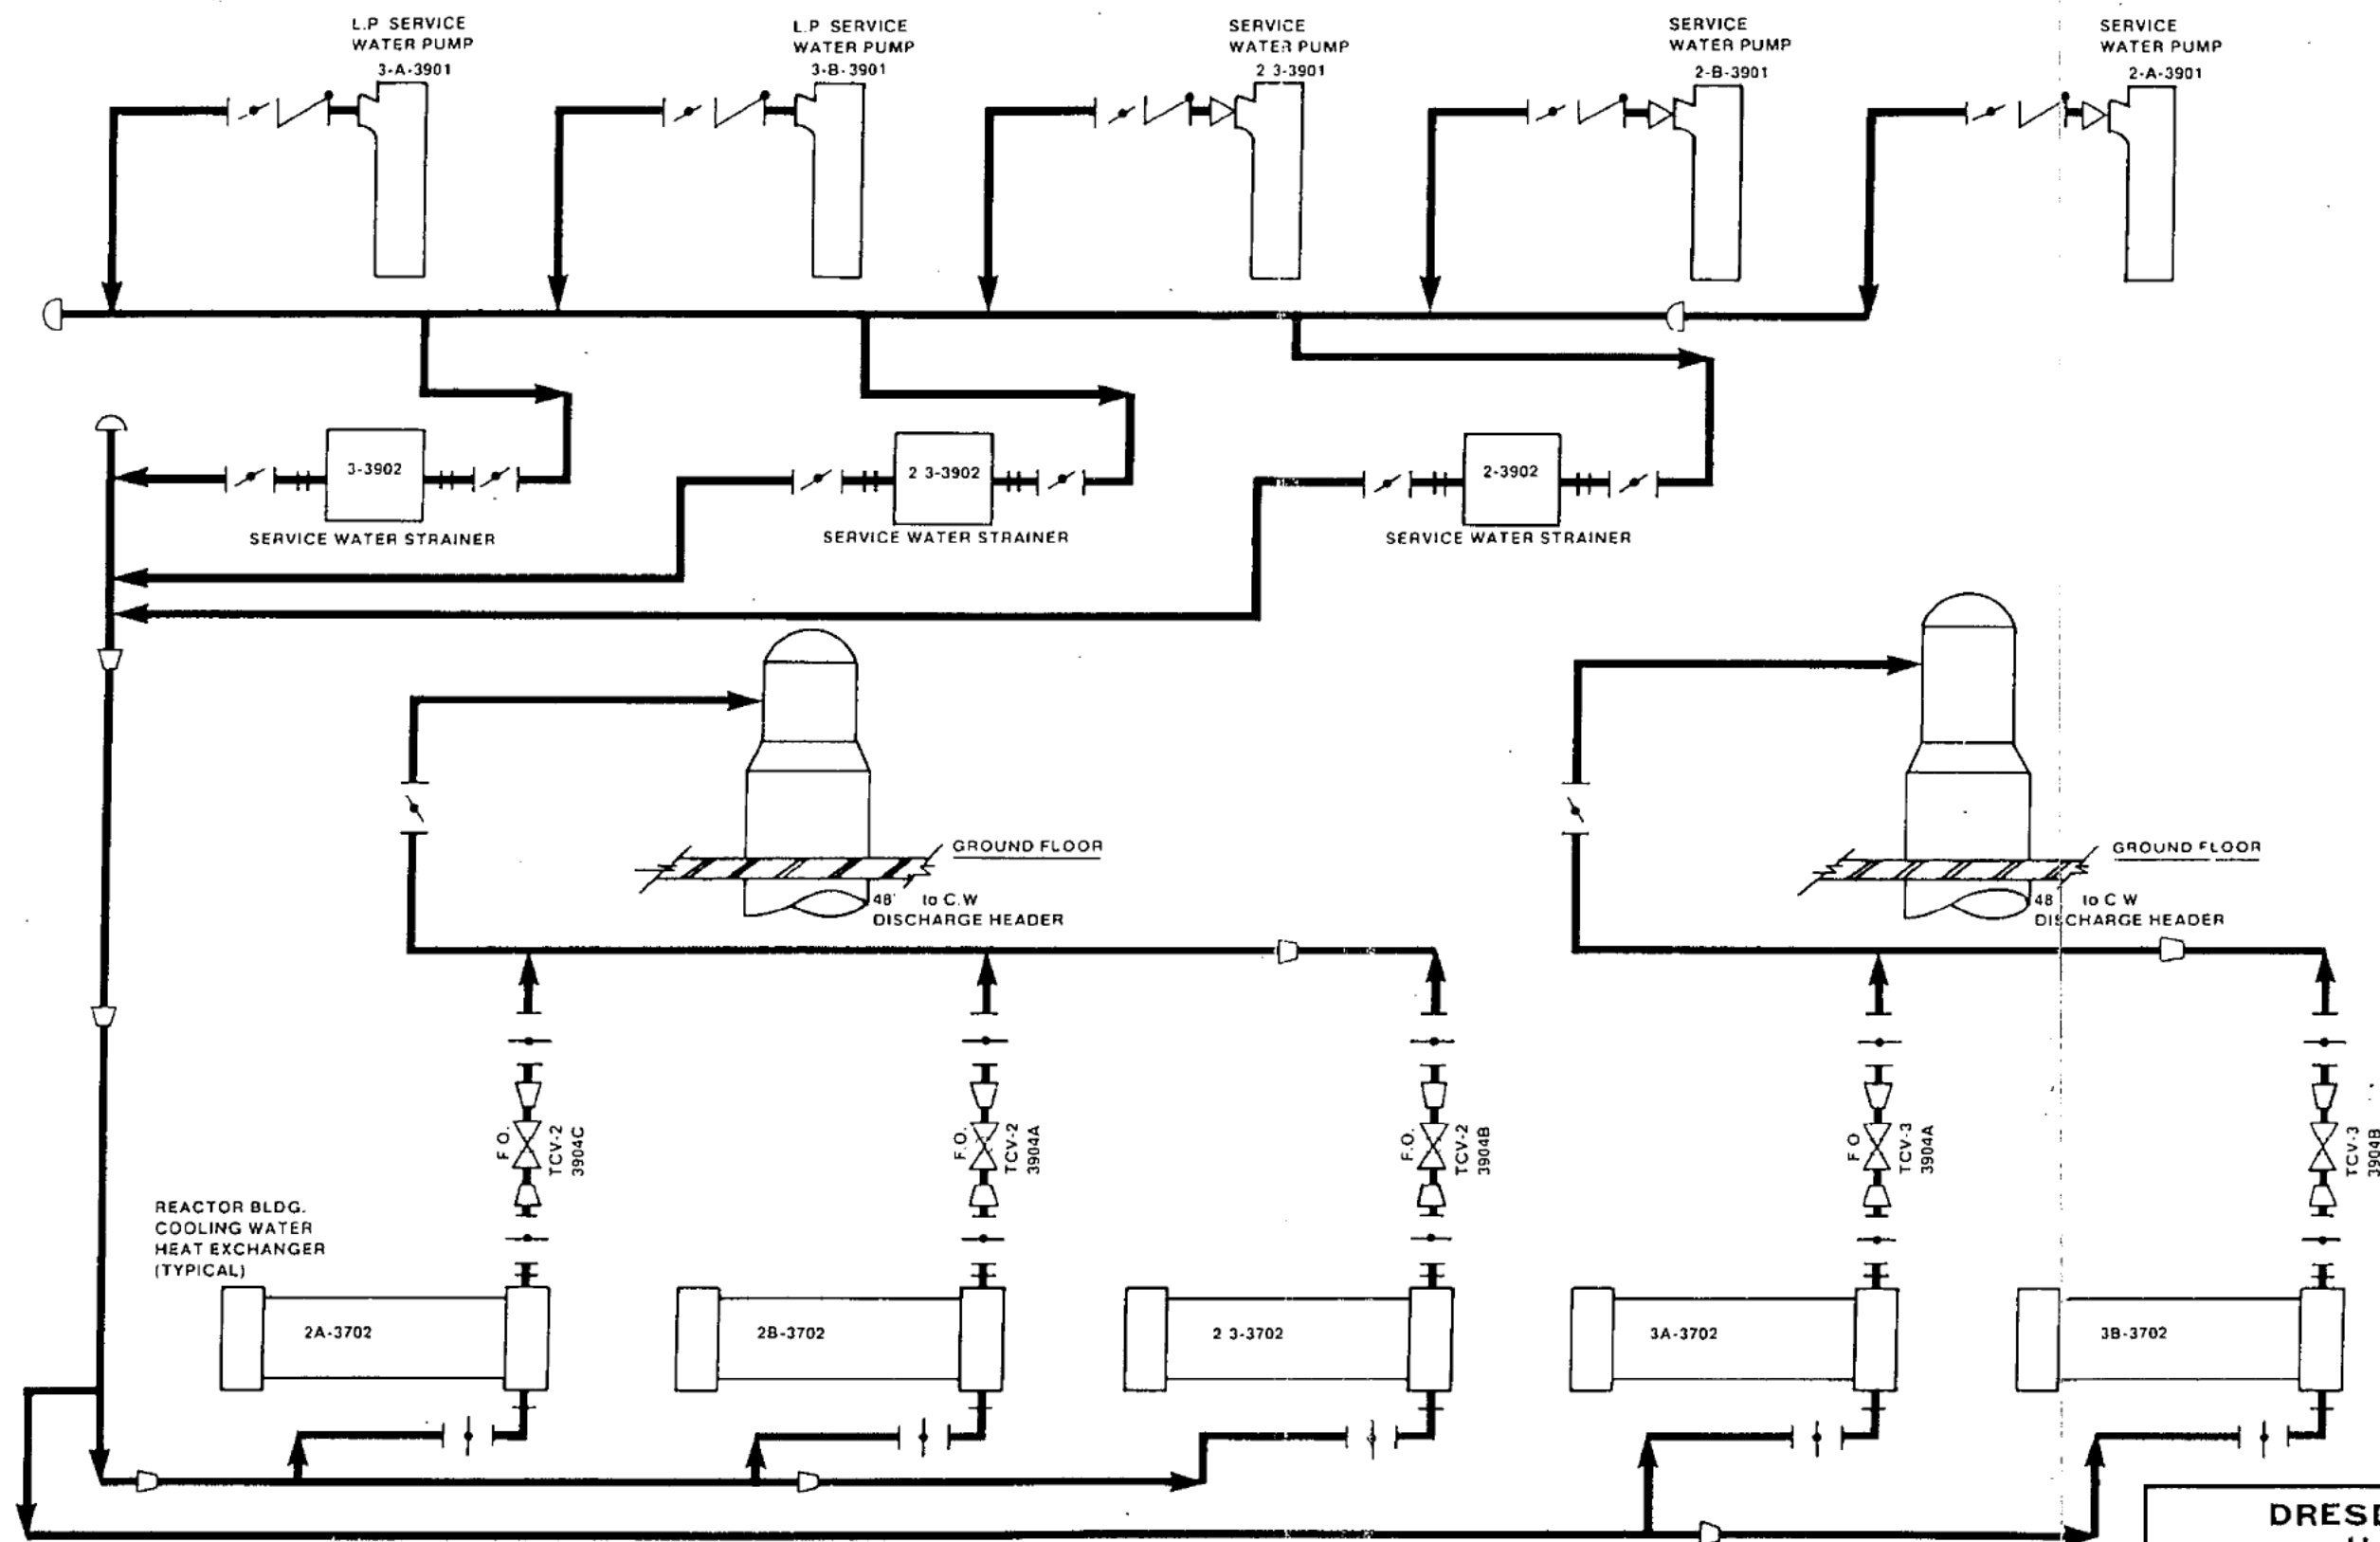 L.P SERVICE
WATER PUMP
3-A-3901
L.P SERVICE
WATER PUMP
3-B-3901
SERVICE
WATER PUMP
2 3-3901
SERVICE
WATER PUMP
2-B-3901
SERVICE
WATER PUMP
2-A-3901
3-3902
SERVICE WATER STRAINER
2 3-3902
SERVICE WATER STRAINER
2-3902
SERVICE WATER STRAINER
GROUND FLOOR
48' to C.W
DISCHARGE HEADER
GROUND FLOOR
48 to C W
DISCHARGE HEADER
F.O.
TCV-2
3904C
F.O.
TCV-2
3904A
F.O.
TCV-2
3904B
F O
TCV-3
3904A
TCV-3
3904B
REACTOR BLDG.
COOLING WATER
HEAT EXCHANGER
(TYPICAL)
2A-3702
2B-3702
2 3-3702
3A-3702
3B-3702